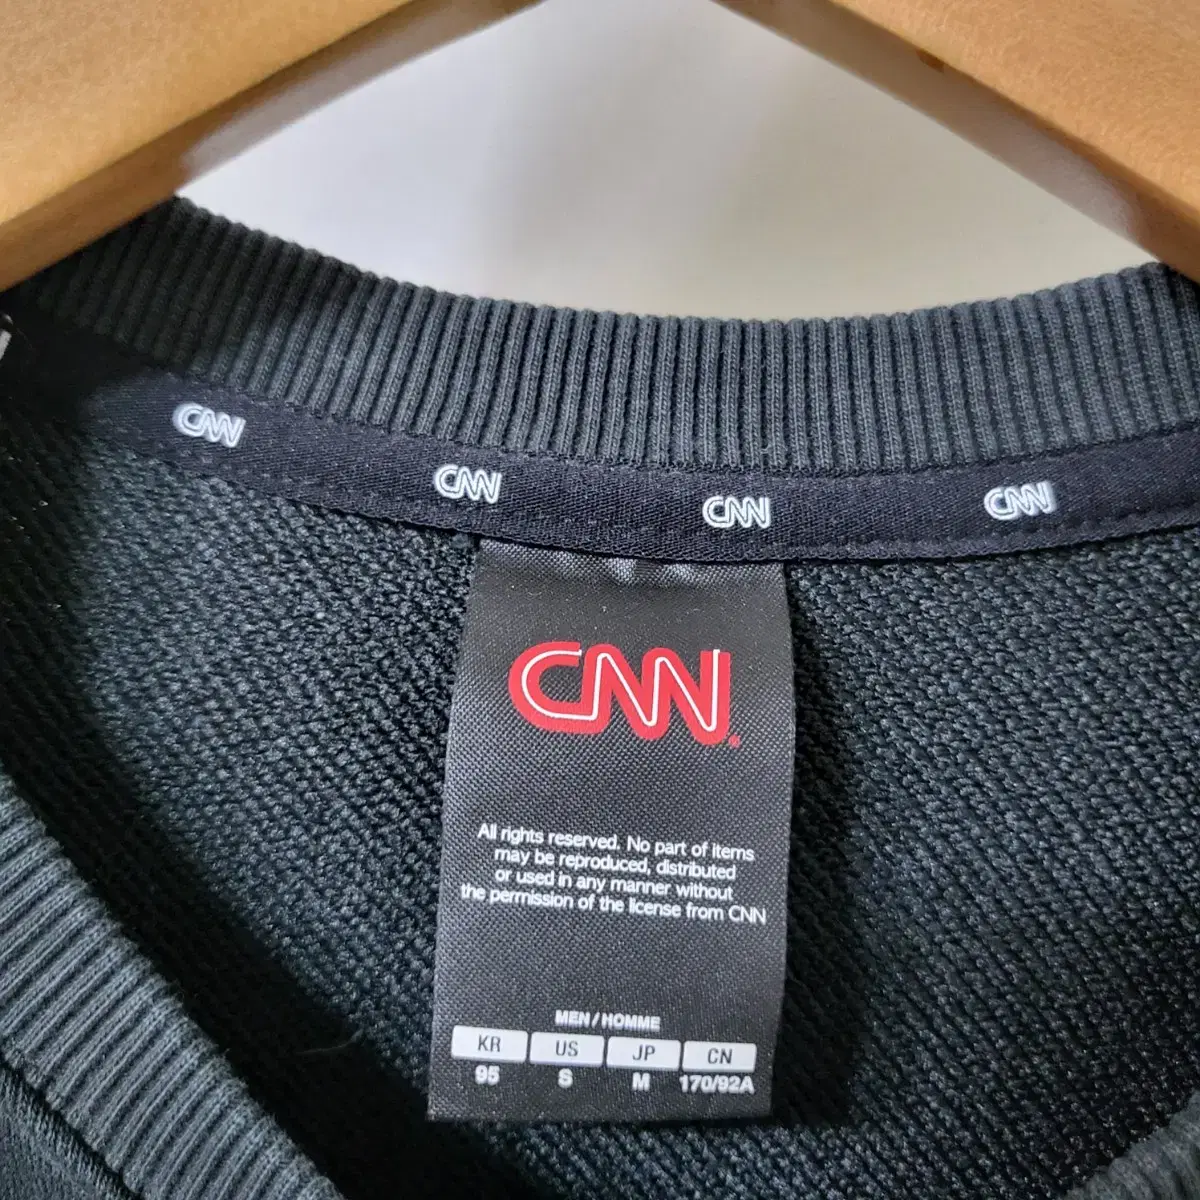 CNN CNN CNN CNN
CNN
All rights reserved. No part of items
may be reproduced, distributed
or used in any manner without
the permission of the license from CNN
MEN / HOMME
KR US JP CN
95 S M 170/92A